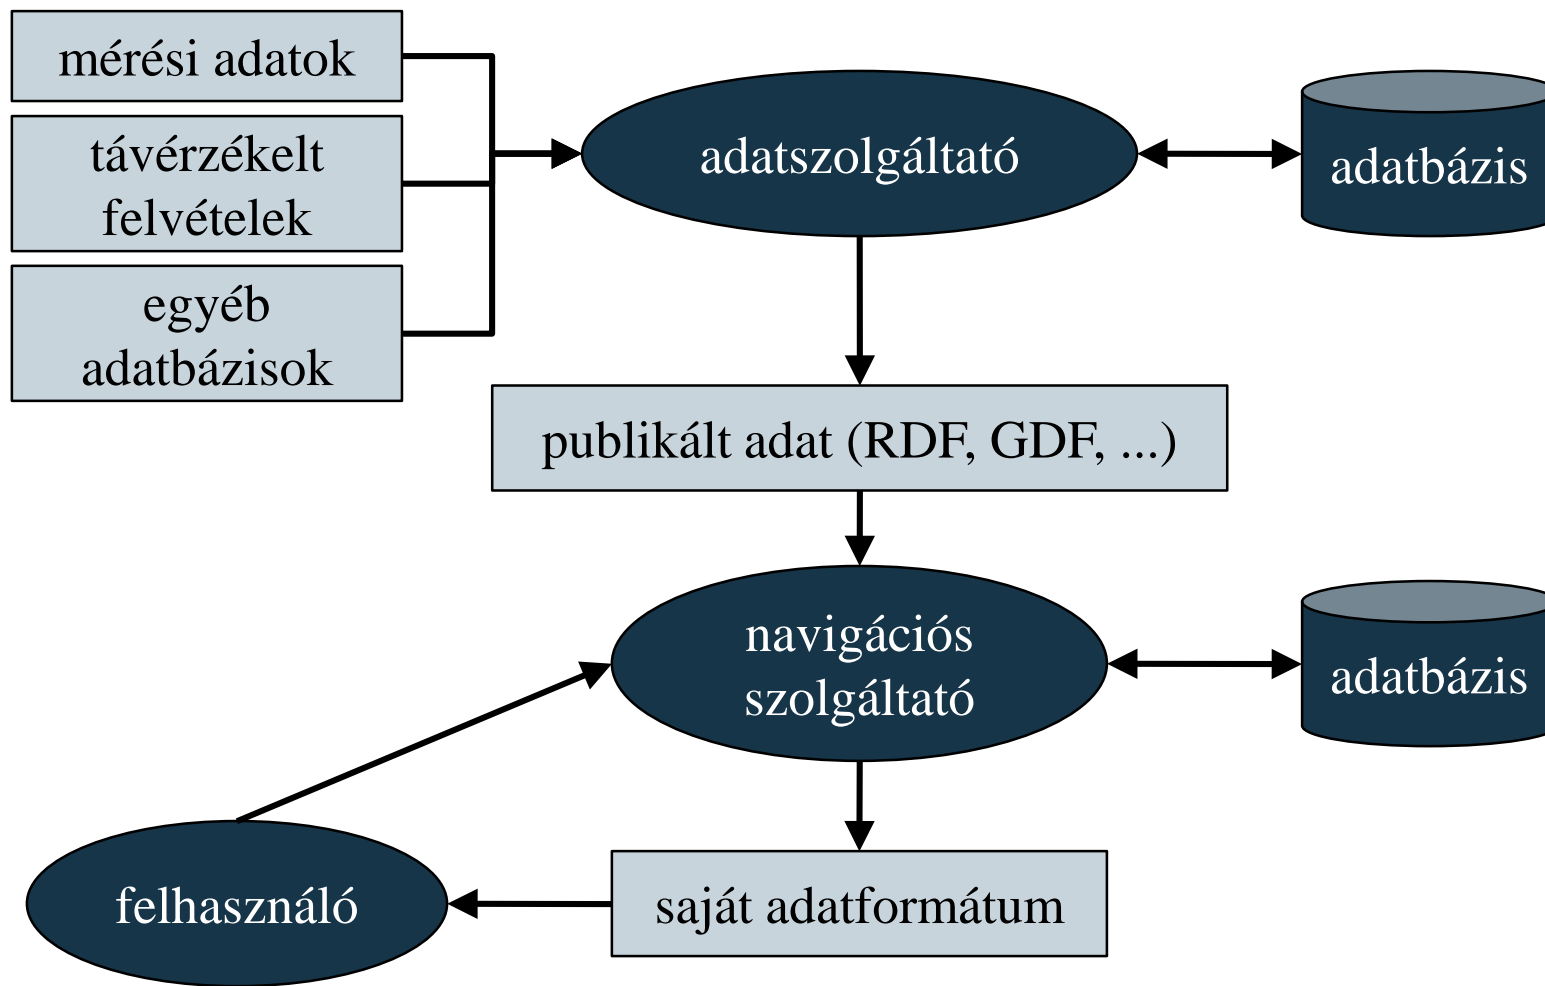 mérési adatok
távérzékelt
felvételek
egyéb
adatbázisok
adatszolgáltató
adatbázis
publikált adat (RDF, GDF, ...)
navigációs
szolgáltató
adatbázis
felhasználó
saját adatformátum